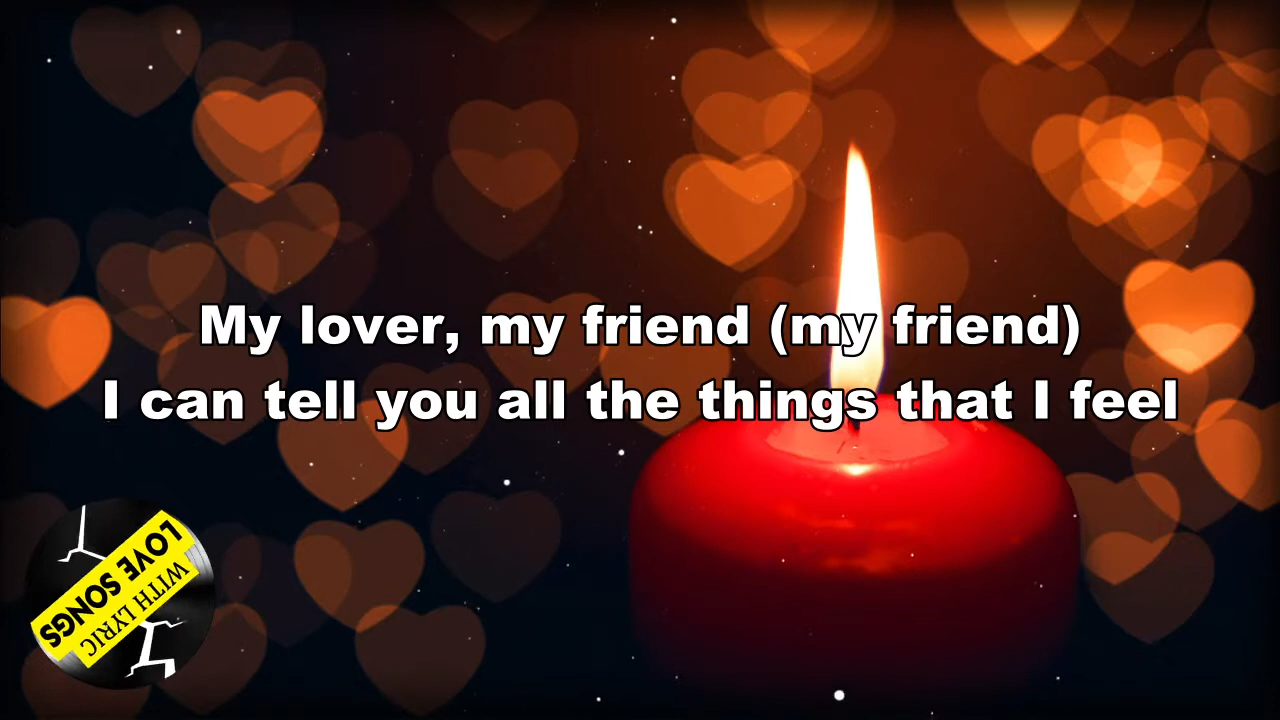 My lover, my friend (my friend)
I can tell you all the things that I feel
LOVE SONGS
WITH LYRIC